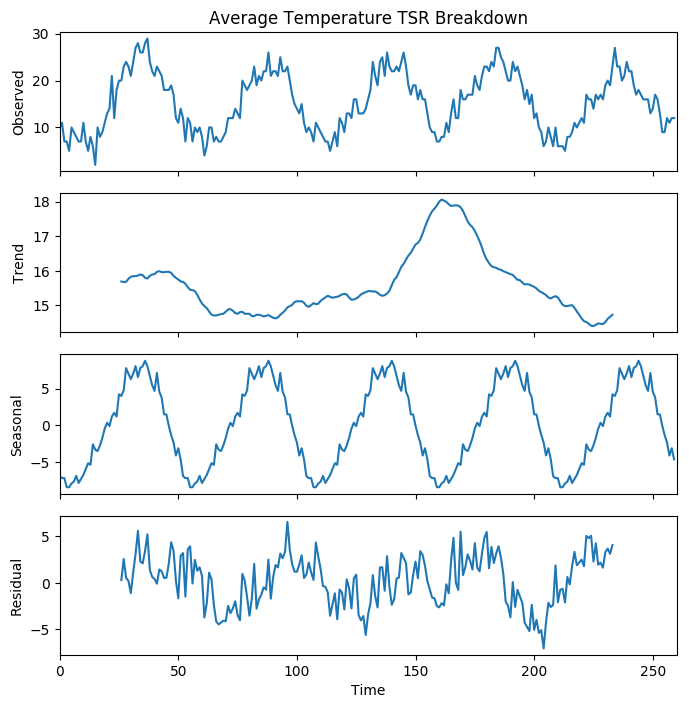 Average Temperature TSR Breakdown
30
20
10
Observed
18
17
16
15
Trend
5
0
−5
Seasonal
5
0
−5
Residual
0 50 100 150 200 250
Time